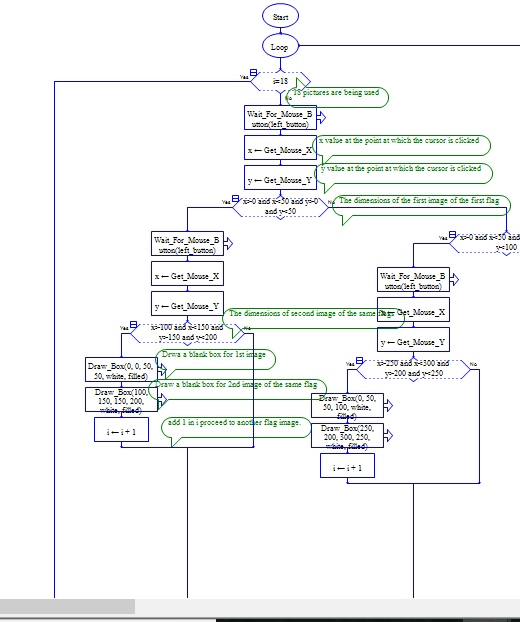 Start
Loop
Yes
i=18
No
18 pictures are being used
Wait_For_Mouse_B
utton(left_button)
x ← Get_Mouse_X
x value at the point at which the cursor is clicked
y ← Get_Mouse_Y
y value at the point at which the cursor is clicked
Yes
x>=0 and x<50 and y>=0
and y<50
No
The dimensions of the first image of the first flag
Yes
x>=0 and x<50 and
y<100
Wait_For_Mouse_B
utton(left_button)
x ← Get_Mouse_X
y ← Get_Mouse_Y
Wait_For_Mouse_B
utton(left_button)
x ← Get_Mouse_X
y ← Get_Mouse_Y
The dimensions of second image of the same flag
Yes
x>=100 and x<150 and
y>=150 and y<200
No
Drwa a blank box for 1st image
Draw_Box(0, 0, 50,
50, white, filled)
Draw a blank box for 2nd image of the same flag
Draw_Box(100,
150, 150, 200,
white, filled)
add 1 in i proceed to another flag image.
i ← i + 1
Yes
x>=250 and x<300 and
y>=200 and y<250
No
Draw_Box(0, 50,
50, 100, white,
filled)
Draw_Box(250,
200, 300, 250,
white, filled)
i ← i + 1